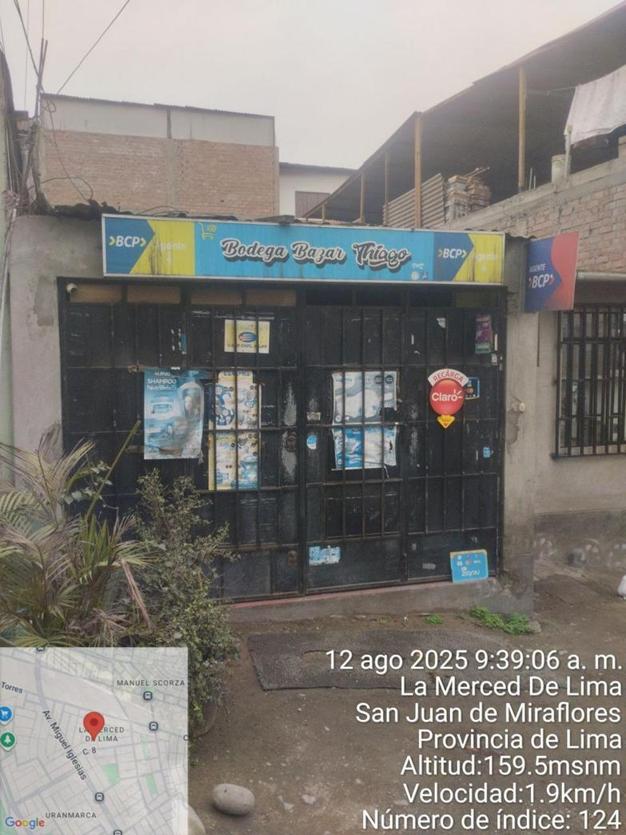 BCP
Agente
Bodega Bazar Thiago
BCP
Agente
AGENTE
BCP
SHAMPOO
RECARGA
Claro
12 ago 2025 9:39:06 a. m.
La Merced De Lima
San Juan de Miraflores
Provincia de Lima
Altitud:159.5msnm
Velocidad:1.9km/h
Número de índice: 124
MANUEL SCORZA
Torres
Av. Miguel Iglesias
LA MERCED
DE LIMA
C. 8
URANMARCA
Google